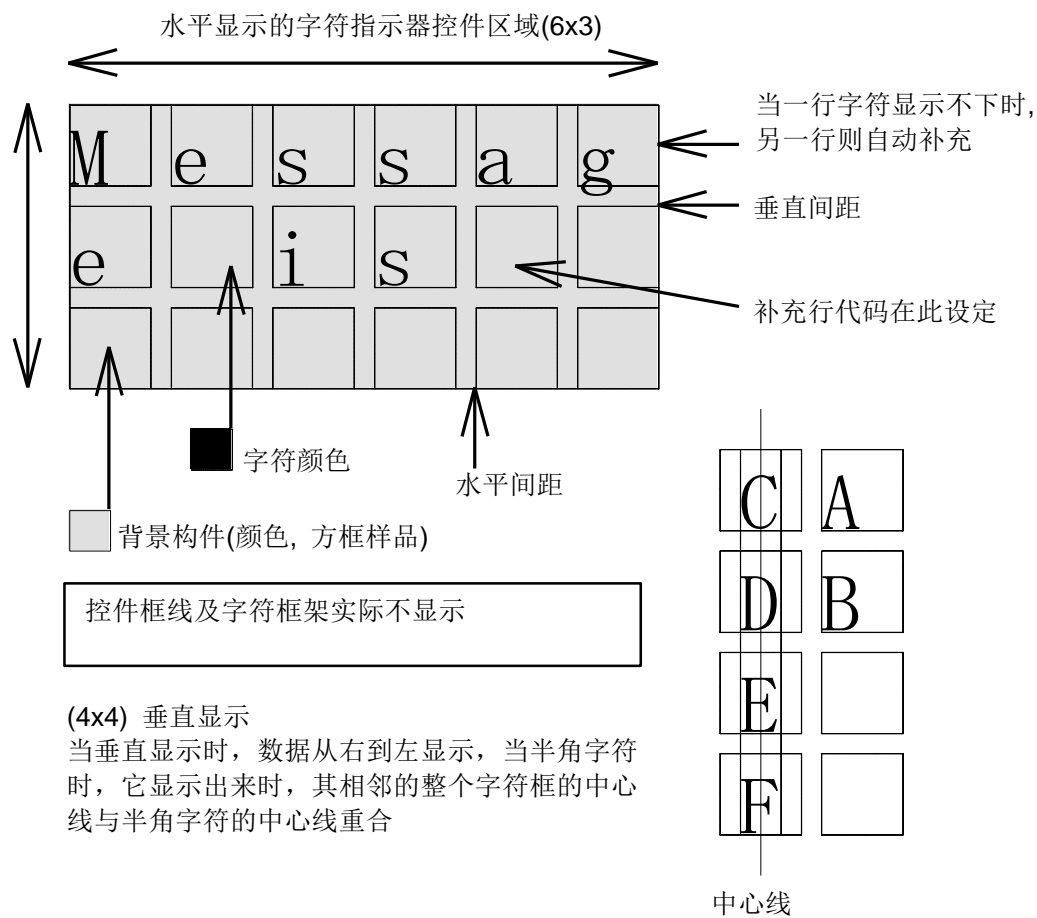 水平显示的字符指示器控件区域(6x3)
当一行字符显示不下时,
另一行则自动补充
M e s s a g
垂直间距
e i s
补充行代码在此设定
字符颜色
水平间距
背景构件(颜色, 方框样品)
控件框线及字符框架实际不显示
(4x4) 垂直显示
当垂直显示时，数据从右到左显示，当半角字符
时，它显示出来时，其相邻的整个字符框的中心
线与半角字符的中心线重合
C A
D B
E
F
中心线